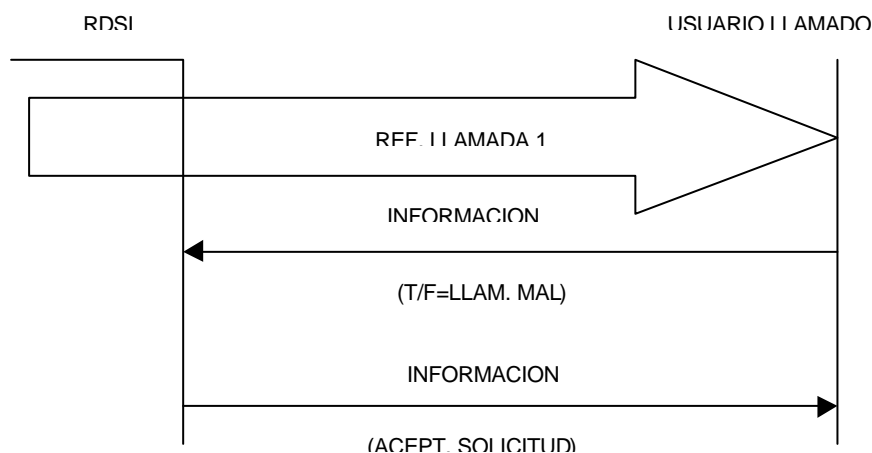 RDSI
USUARIO LLAMADO
REF. LLAMADA 1
INFORMACION
(T/F=LLAM. MAL)
INFORMACION
(ACEPT. SOLICITUD)